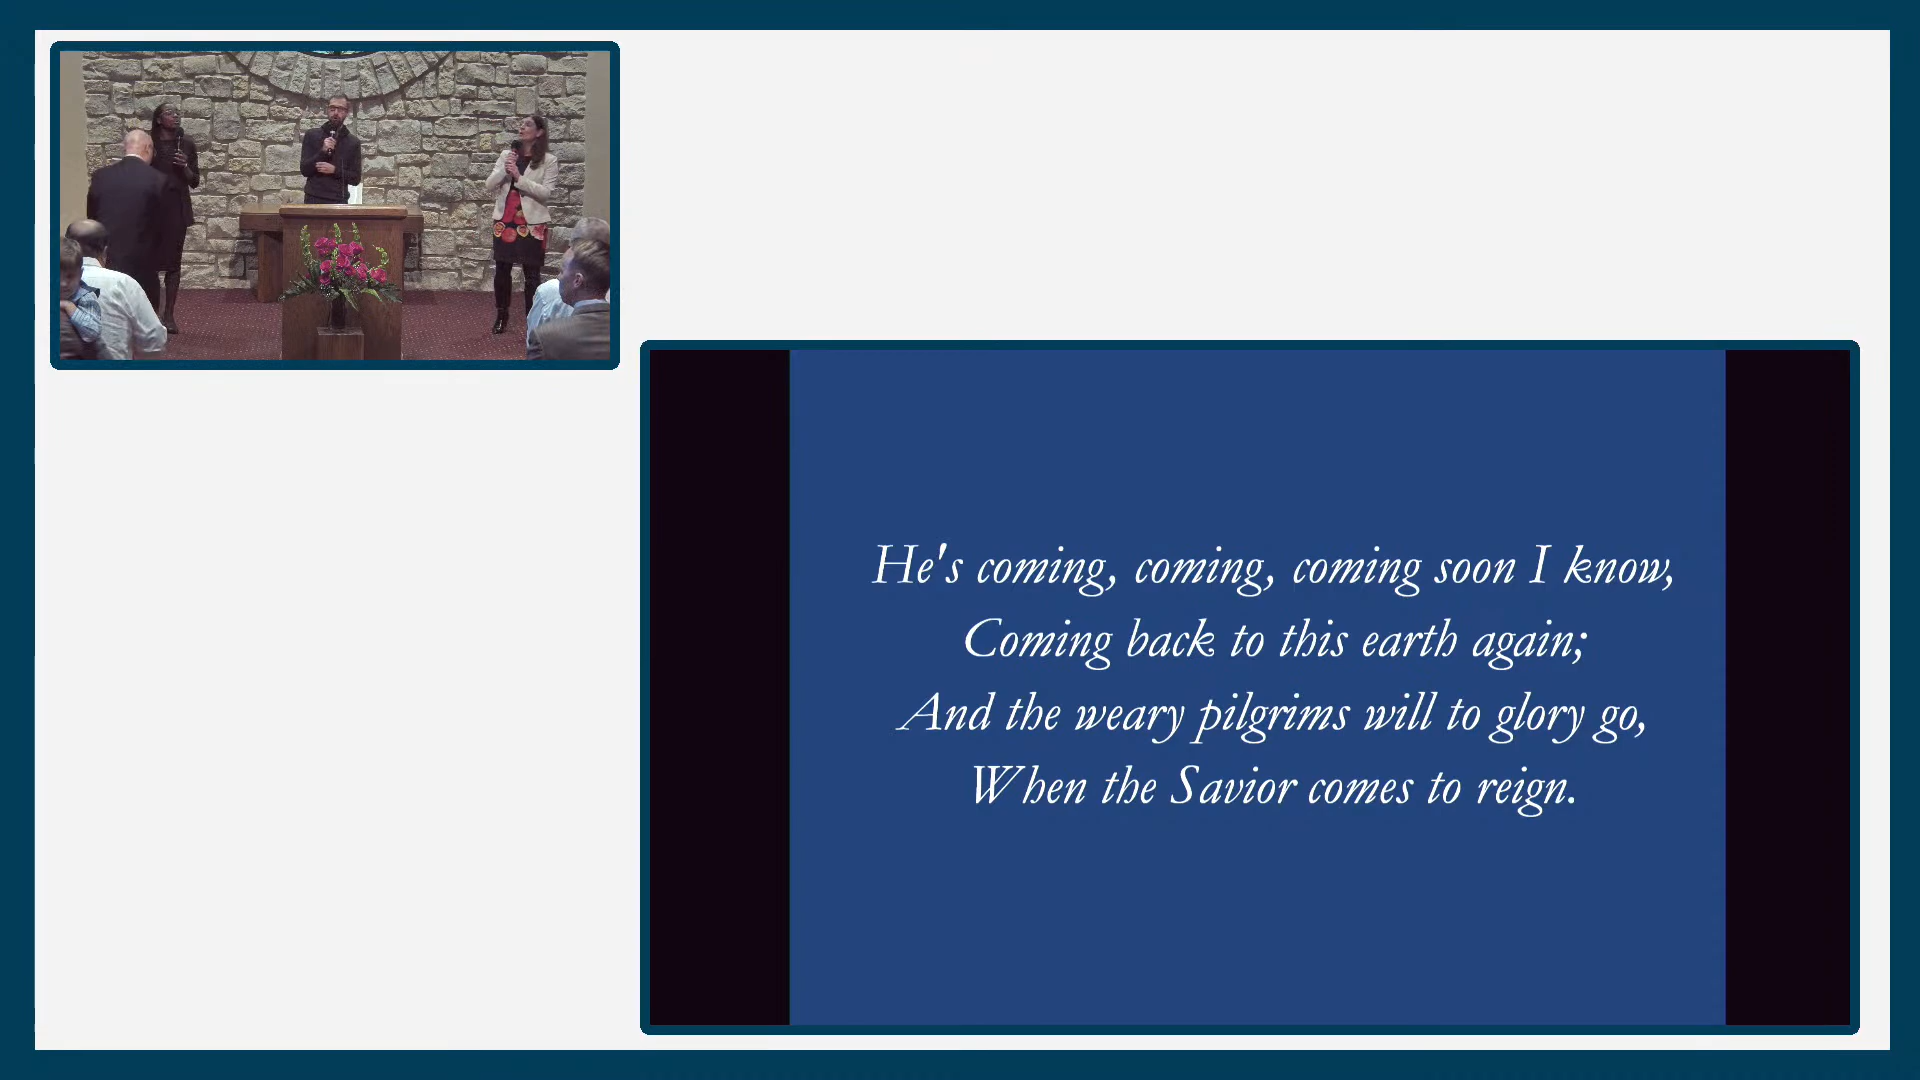 He's coming, coming, coming soon I know,
Coming back to this earth again;
And the weary pilgrims will to glory go,
When the Savior comes to reign.